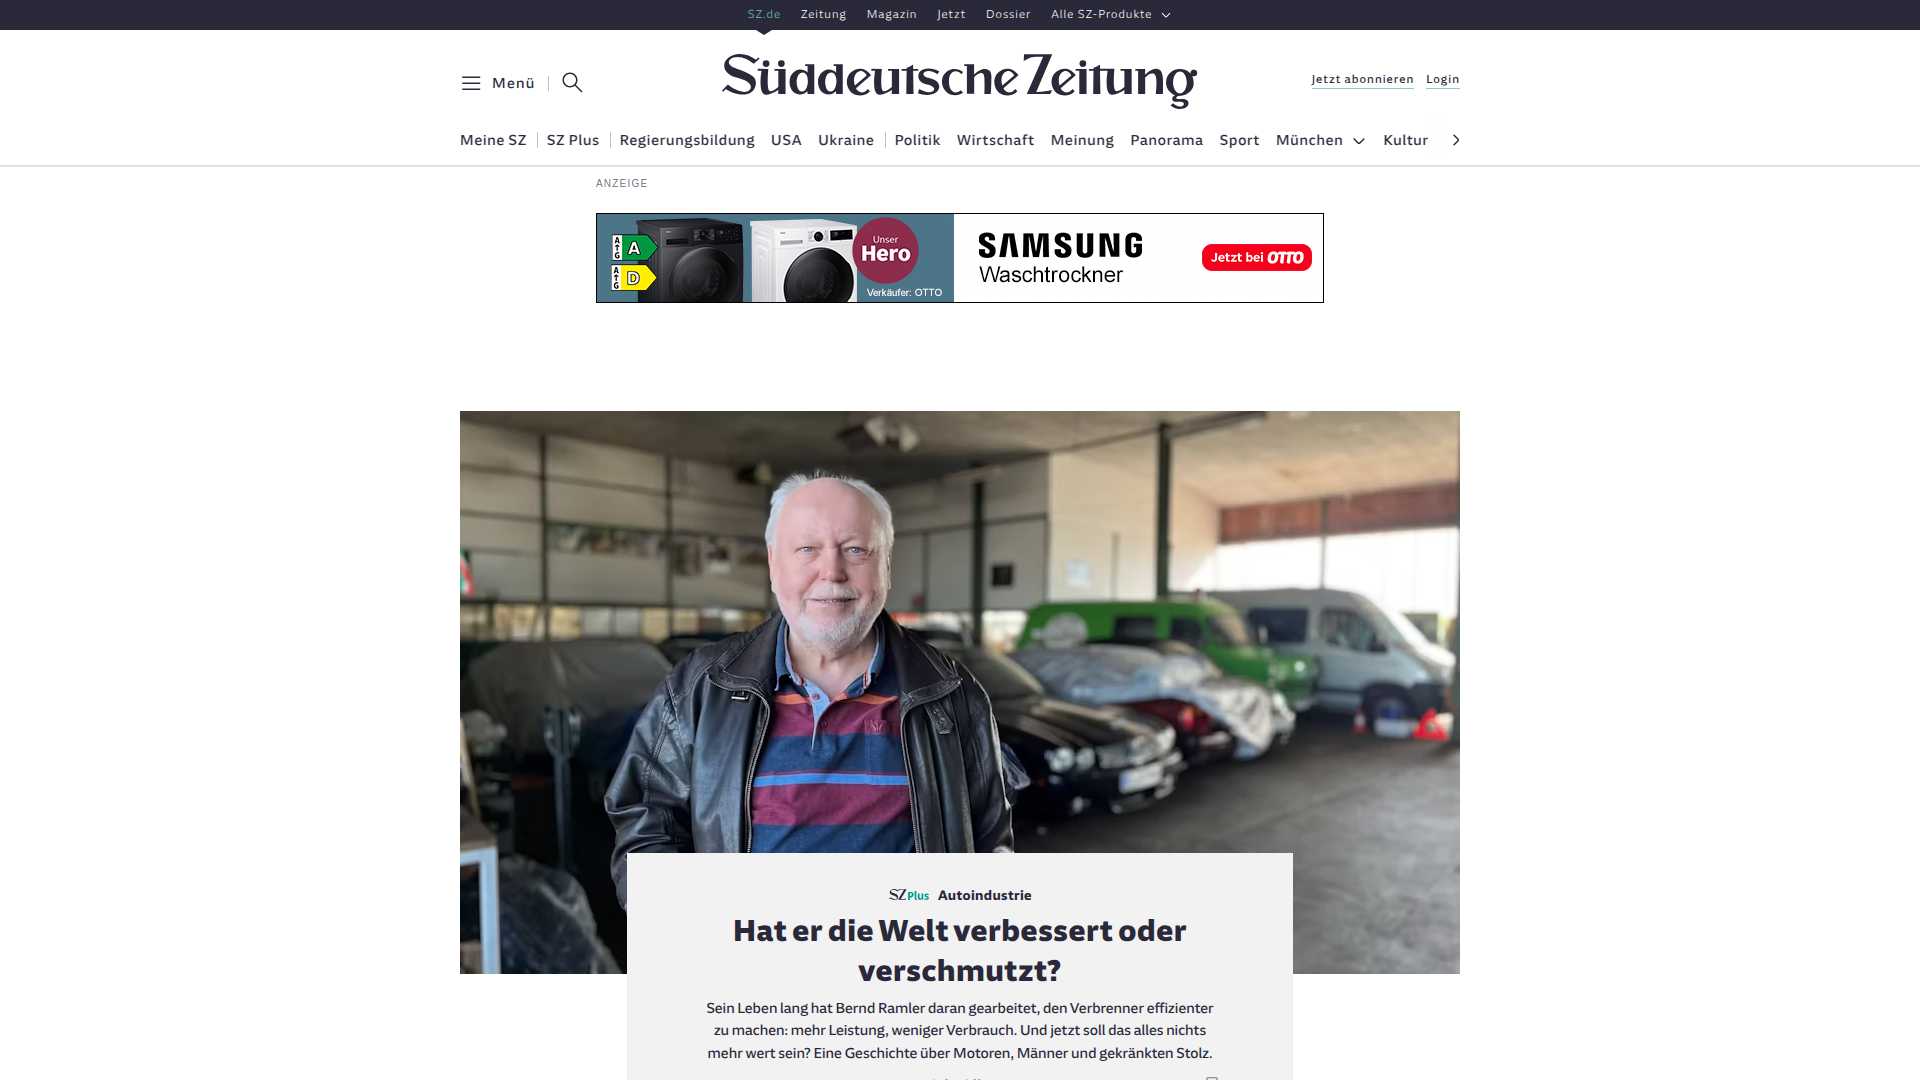 SZ.de Zeitung Magazin Jetzt Dossier Alle SZ-Produkte
Menü
Süddeutsche Zeitung
Jetzt abonnieren Login
Meine SZ SZ Plus Regierungsbildung USA Ukraine Politik Wirtschaft Meinung Panorama Sport München Kultur
ANZEIGE
A
G
A
A
G
D
Unser
Hero
Verkäufer: OTTO
SAMSUNG
Waschtrockner
Jetzt bei OTTO
SZ Plus Autoindustrie
Hat er die Welt verbessert oder
verschmutzt?
Sein Leben lang hat Bernd Ramler daran gearbeitet, den Verbrenner effizienter
zu machen: mehr Leistung, weniger Verbrauch. Und jetzt soll das alles nichts
mehr wert sein? Eine Geschichte über Motoren, Männer und gekränkten Stolz.